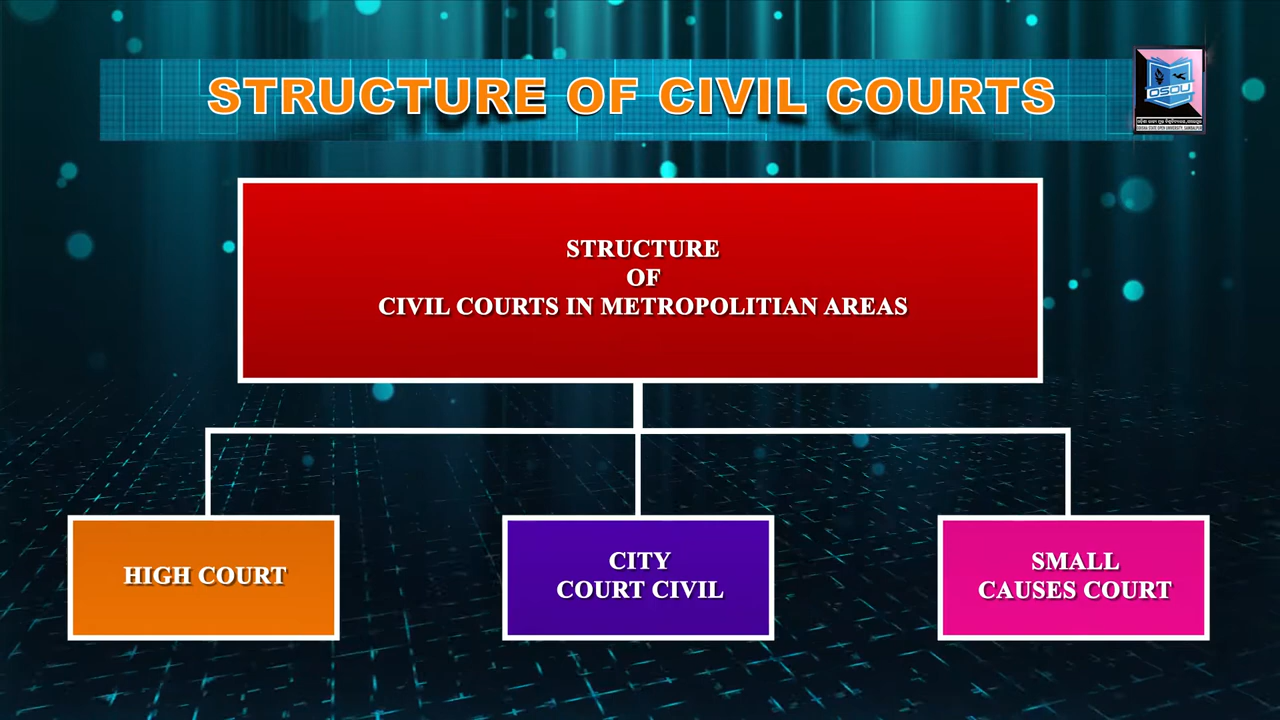 STRUCTURE OF CIVIL COURTS
OSOU
STRUCTURE
OF
CIVIL COURTS IN METROPOLITIAN AREAS
HIGH COURT
CITY
COURT CIVIL
SMALL
CAUSES COURT